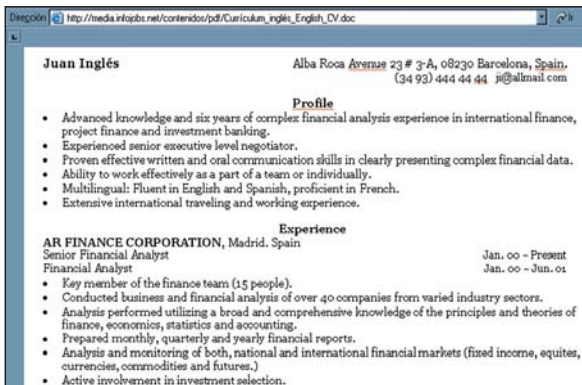 Dirección http://media.infojobs.net/contenidos/pdf/Curriculum_inglés_English_CV.doc Ir
L
Juan Inglés Alba Roca Avenue 23 # 3-A, 08230 Barcelona, Spain.
(34 93) 444 44 44 ji@allmail.com
Profile
• Advanced knowledge and six years of complex financial analysis experience in international finance,
project finance and investment banking.
• Experienced senior executive level negotiator.
• Proven effective written and oral communication skills in clearly presenting complex financial data.
• Ability to work effectively as a part of a team or individually.
• Multilingual: Fluent in English and Spanish, proficient in French.
• Extensive international traveling and working experience.
Experience
AR FINANCE CORPORATION, Madrid. Spain
Senior Financial Analyst Jan. 00 – Present
Financial Analyst Jan. 00 – Jun. 01
• Key member of the finance team (15 people).
• Conducted business and financial analysis of over 40 companies from varied industry sectors.
• Analysis performed utilizing a broad and comprehensive knowledge of the principles and theories of
finance, economics, statistics and accounting.
• Prepared monthly, quarterly and yearly financial reports.
• Analysis and monitoring of both, national and international financial markets (fixed income, equites,
currencies, commodities and futures.)
• Active involvement in investment selection.